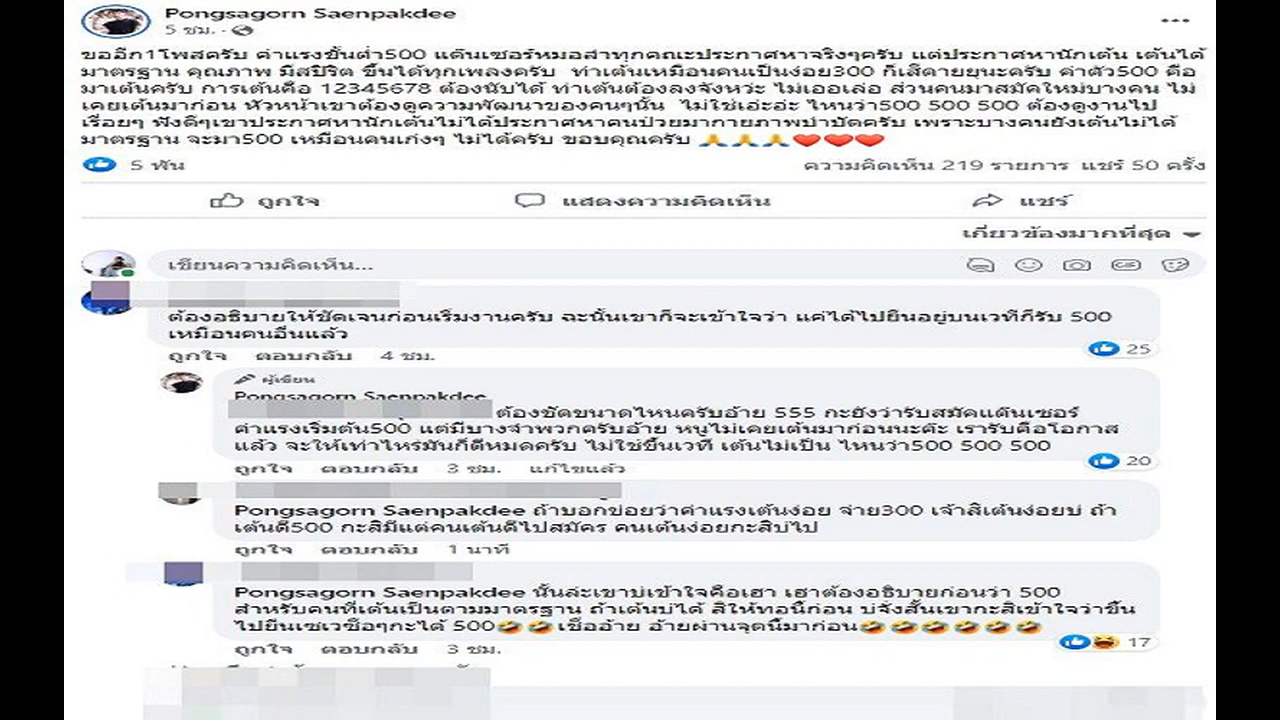 Pongsagorn Saenpakdee
5 ชม. ·
ขออีก1โพสครับ ค่าแรงขั้นต่ำ500 แด๊นเซอร์หมอลำทุกคณะประกาศหาจริงๆครับ แต่ประกาศหานักเต้น เต้นได้
มาตรฐาน คุณภาพ มีสปิริต ขึ้นได้ทุกเพลงครับ ท่าเต้นเหมือนคนเป็นง่อย300 ก็เสียดายยุนะครับ ค่าตัว500 คือ
มาเต้นครับ การเต้นคือ 12345678 ต้องนับได้ ท่าเต้นต้องลงจังหวะ ไม่เออเล่อ ส่วนคนมาสมัคใหม่บางคน ไม่
เคยเต้นมาก่อน หัวหน้าเขาต้องดูความพัฒนาของคนๆนั้น ไม่ใช่เอ่ะอ่ะ ไหนว่า500 500 500 ต้องดูงานไป
เรื่อยๆ ฟังดีๆเขาประกาศหานักเต้นไม่ได้ประกาศหาคนป่วยมากายภาพบำบัดครับ เพราะบางคนยังเต้นไม่ได้
มาตรฐาน จะมา500 เหมือนคนเก่งๆ ไม่ได้ครับ ขอบคุณครับ 🙏🙏🙏❤️❤️❤️
5 พัน
ความคิดเห็น 219 รายการ แชร์ 50 ครั้ง
ถูกใจ แสดงความคิดเห็น แชร์
เกี่ยวข้องมากที่สุด
เขียนความคิดเห็น...
ต้องอธิบายให้ชัดเจนก่อนเริ่มงานครับ ฉะนั้นเขาก็จะเข้าใจว่า แค่ได้ไปยืนอยู่บนเวทีก็รับ 500
เหมือนคนอื่นแล้ว
25
ถูกใจ ตอบกลับ 4 ชม.
ผู้เขียน
Pongsagorn Saenpakdee
ต้องชัดขนาดไหนครับอ้าย 555 กะยังว่ารับสมัคแด๊นเซอร์
ค่าแรงเริ่มต้น500 แต่มีบางจำพวกครับอ้าย หนูไม่เคยเต้นมาก่อนนะค๊ะ เรารับคือโอกาส
แล้ว จะให้เท่าไหร่มันก็ดีหมดครับ ไม่ใช่ขึ้นเวที เต้นไม่เป็น ไหนว่า500 500 500
20
ถูกใจ ตอบกลับ 3 ชม. แก้ไขแล้ว
Pongsagorn Saenpakdee ถ้าบอกข่อยว่าค่าแรงเต้นง่อย จ่าย300 เจ้าสิเต้นง่อยบ่ ถ้า
เต้นดี500 กะสิมีแต่คนเต้นดีไปสมัคร คนเต้นง่อยกะสิบ่ไป
ถูกใจ ตอบกลับ 1 นาที
Pongsagorn Saenpakdee นั้นล่ะเขาบ่เข้าใจคือเฮา เฮาต้องอธิบายก่อนว่า 500
สำหรับคนที่เต้นเป็นตามมาตรฐาน ถ้าเต้นบ่ได้ สิให้ทอนี้ก่อน บ่จั่งสั้นเขากะสิเข้าใจว่าขึ้น
ไปยืนเซเวซือๆกะได้ 500🤣🤣เชื่ออ้าย อ้ายผ่านจุดนี้มาก่อน🤣🤣🤣🤣🤣🤣
17
ถูกใจ ตอบกลับ 3 ชม.